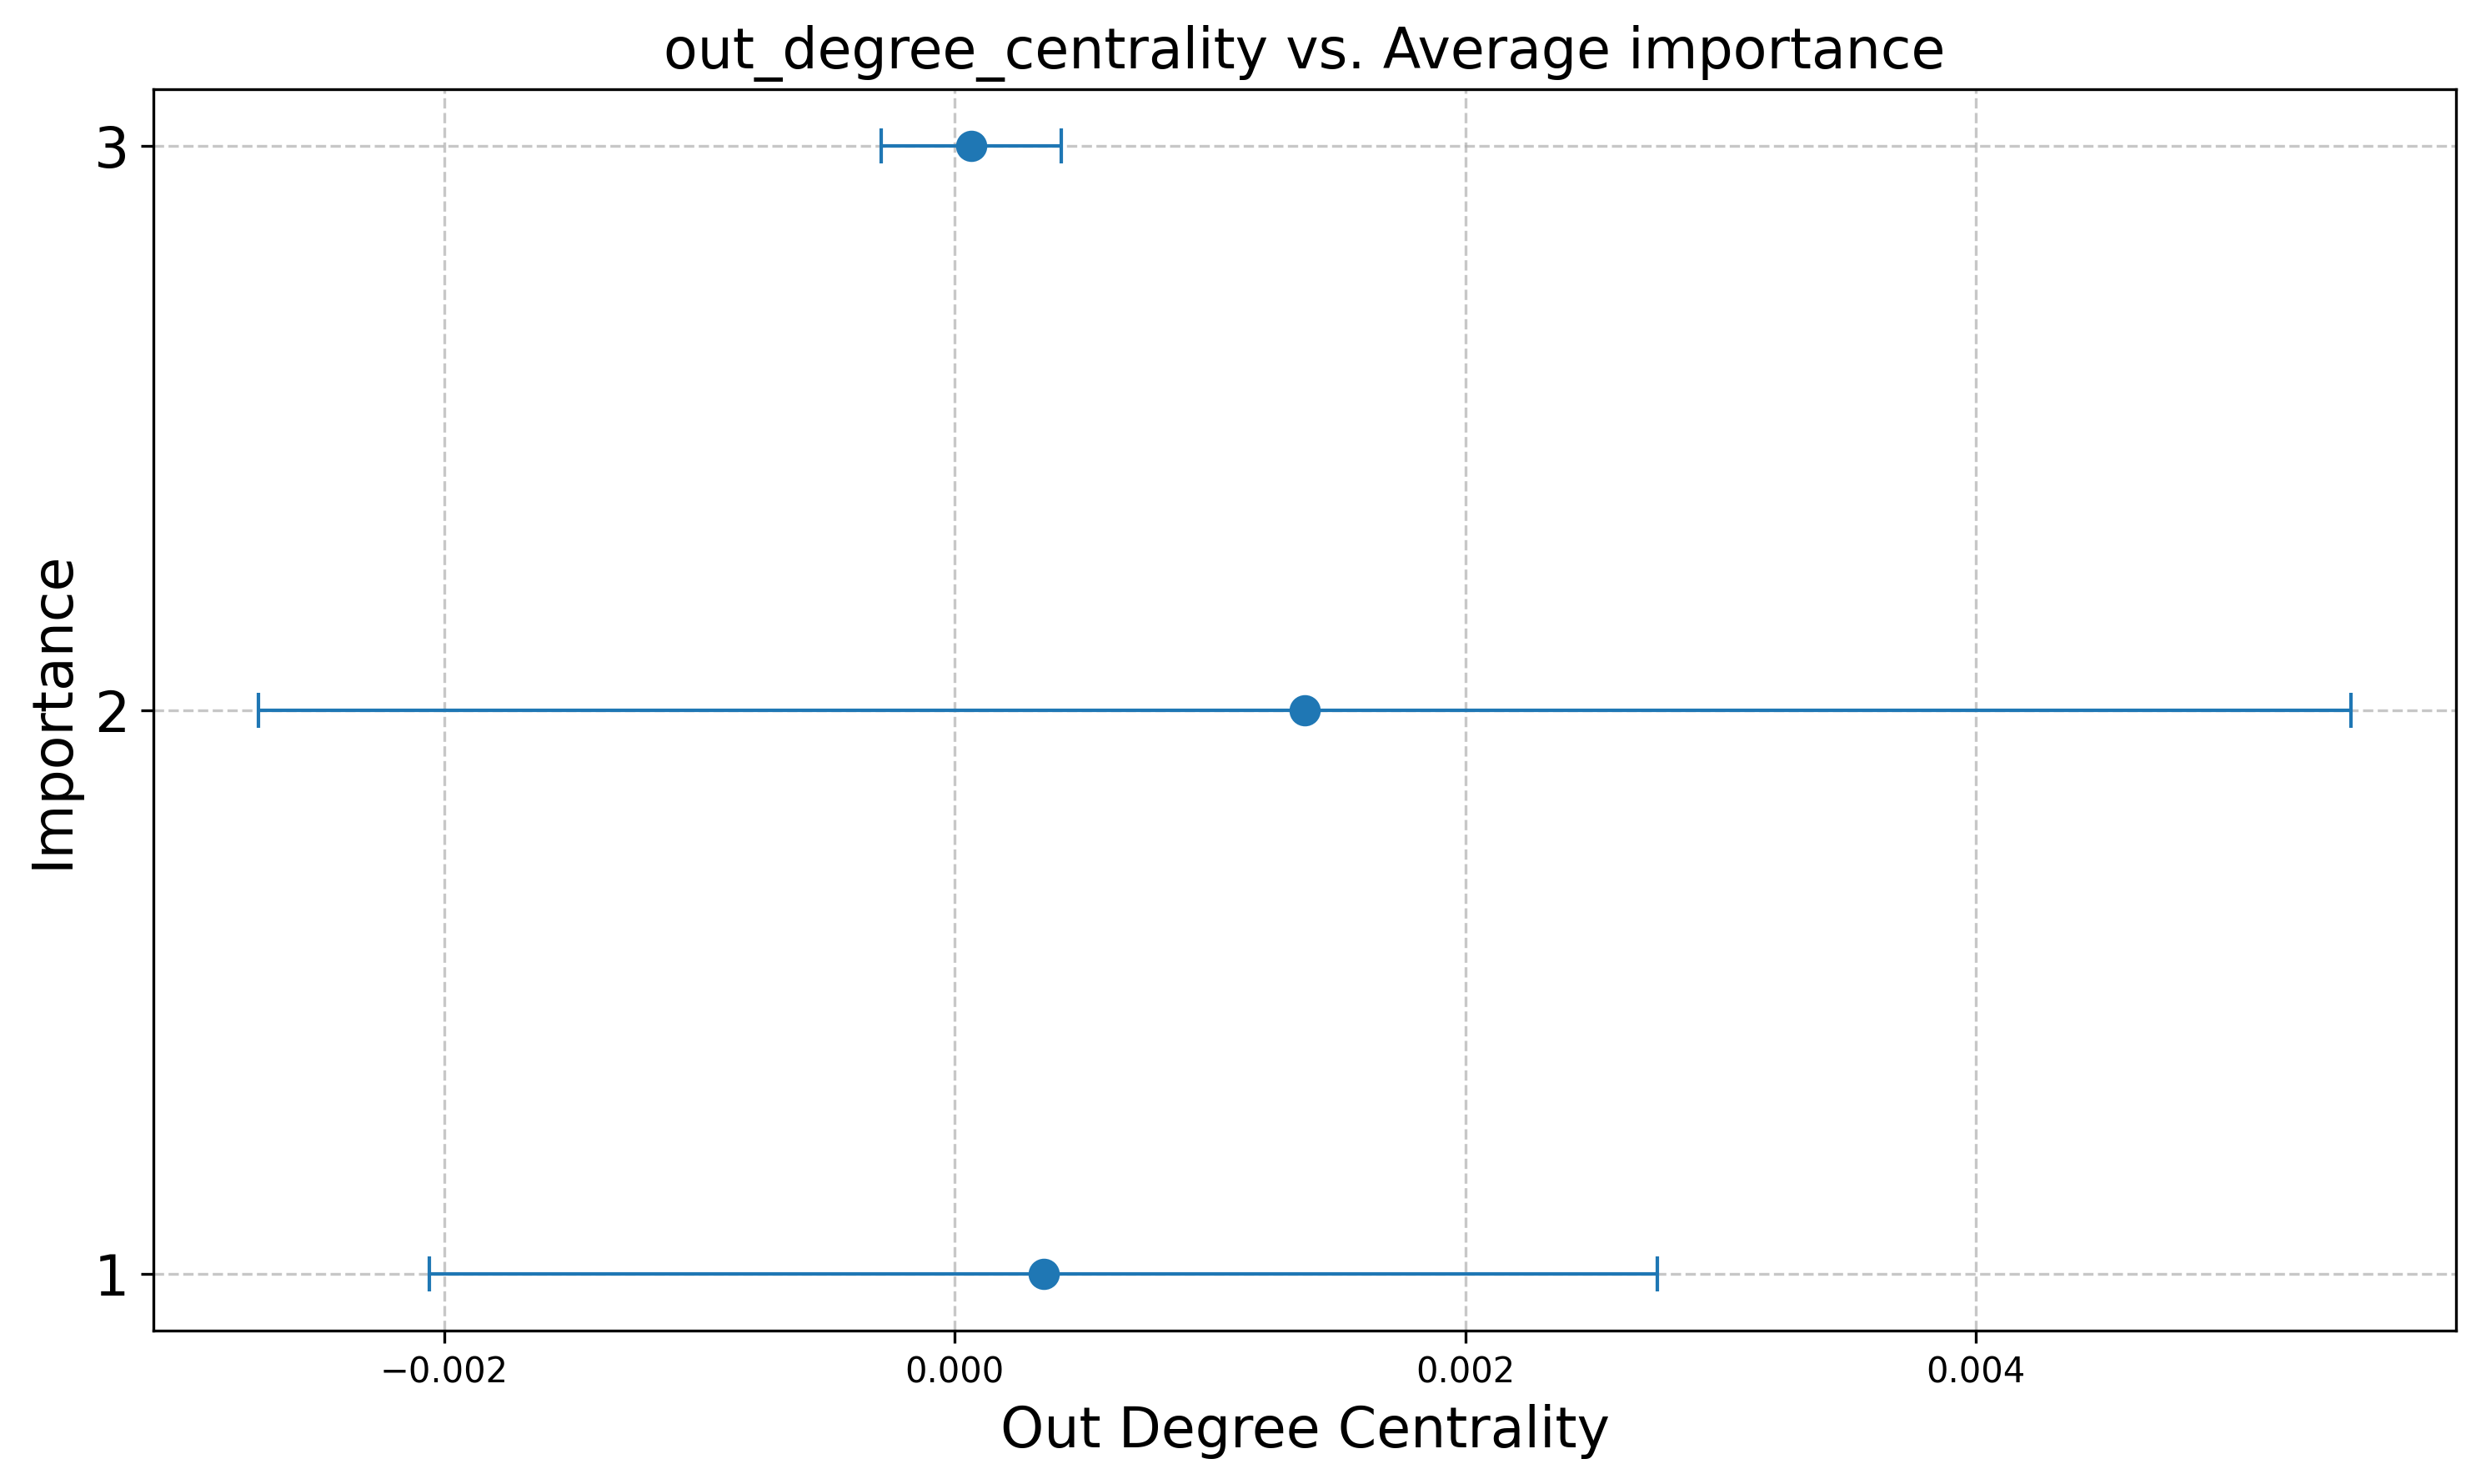 out_degree_centrality vs. Average importance
3
2
1
Importance
−0.002
0.000
0.002
0.004
Out Degree Centrality